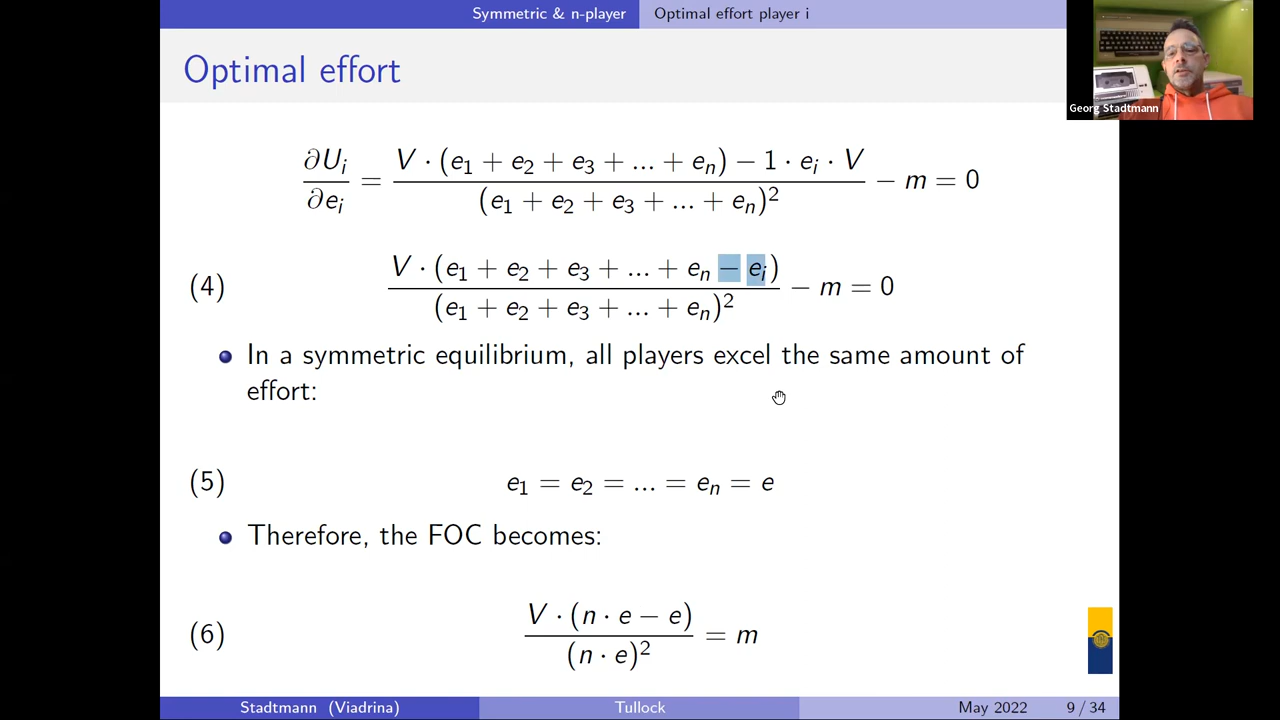 Symmetric & n-player Optimal effort player i
Georg Stadtmann
Optimal effort
∂U_i/∂e_i = (V · (e_1 + e_2 + e_3 + ... + e_n) − 1 · e_i · V)/(e_1 + e_2 + e_3 + ... + e_n)^2 − m = 0
(4) (V · (e_1 + e_2 + e_3 + ... + e_n − e_i))/(e_1 + e_2 + e_3 + ... + e_n)^2 − m = 0
In a symmetric equilibrium, all players excel the same amount of
effort:
(5) e_1 = e_2 = ... = e_n = e
Therefore, the FOC becomes:
(6) (V · (n · e − e))/(n · e)^2 = m
Stadtmann (Viadrina) Tullock May 2022 9 / 34